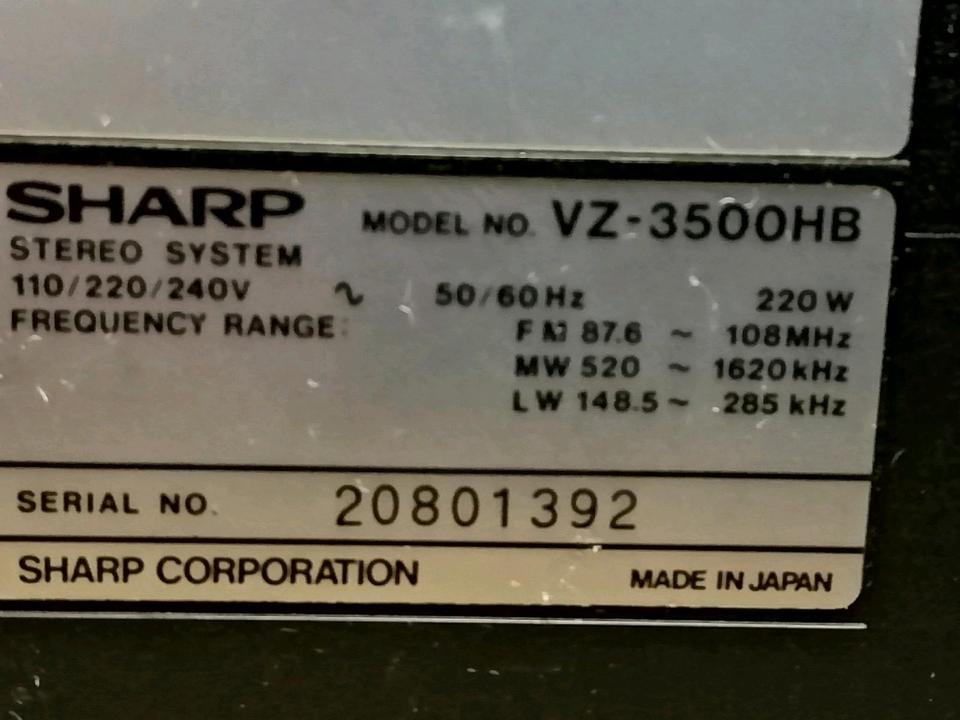 SHARP MODEL NO. VZ-3500HB
STEREO SYSTEM
110/220/240V ~ 50/60Hz 220W
FREQUENCY RANGE: FM 87.6 ~ 108MHz
MW 520 ~ 1620kHz
LW 148.5 ~ 285 kHz
SERIAL NO. 20801392
SHARP CORPORATION MADE IN JAPAN